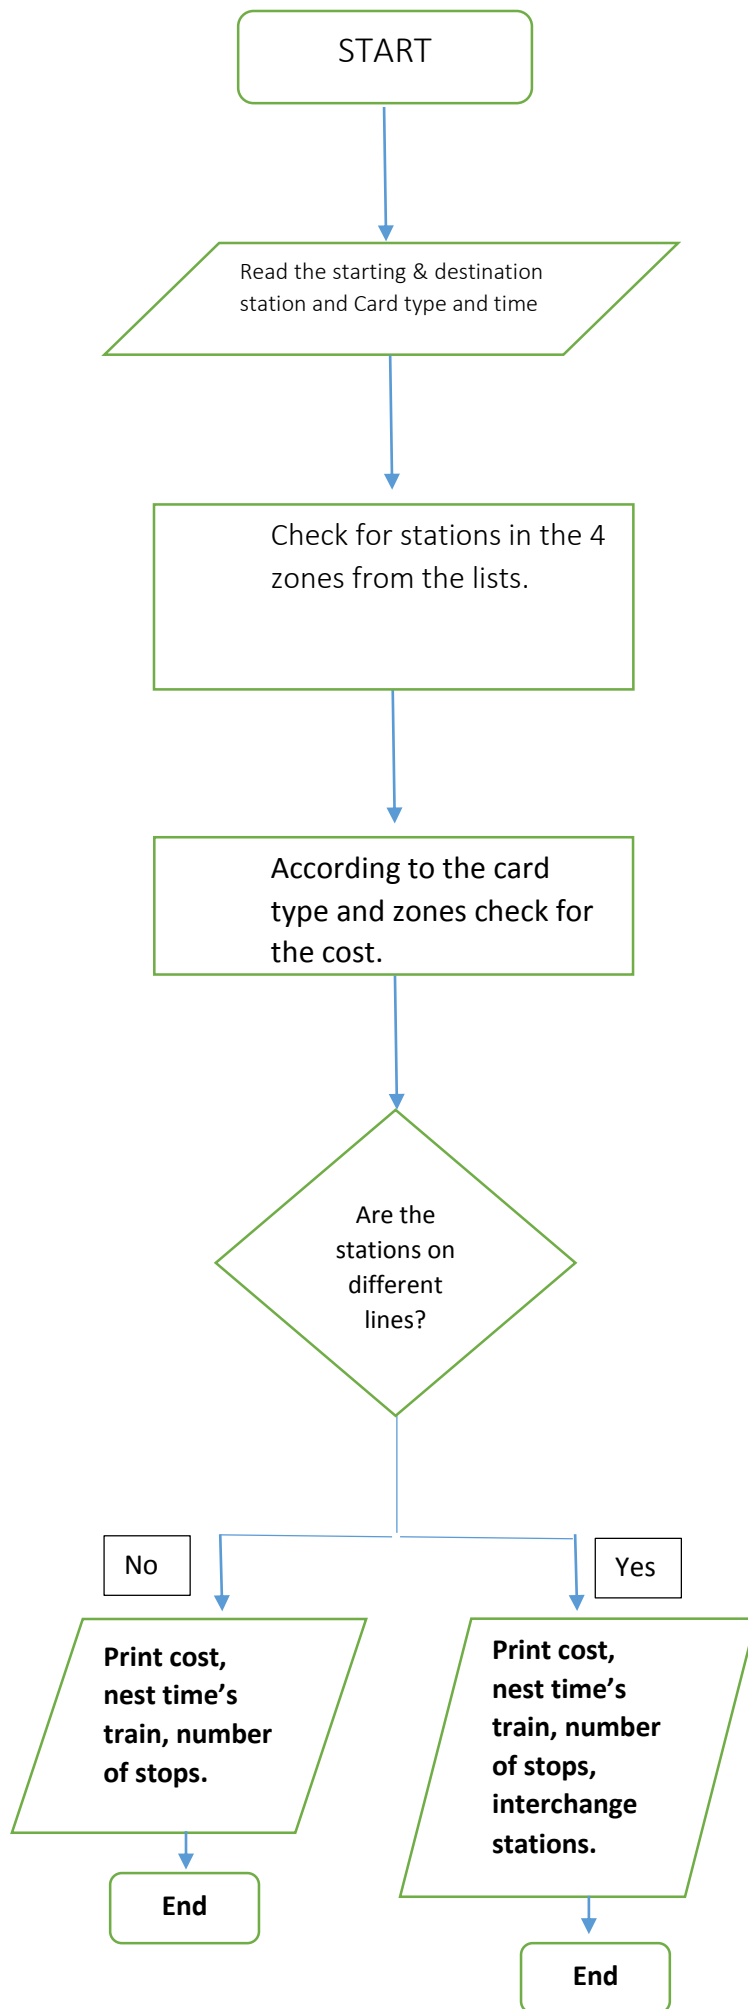 START
Read the starting & destination
station and Card type and time
Check for stations in the 4
zones from the lists.
According to the card
type and zones check for
the cost.
Are the
stations on
different
lines?
No
Yes
Print cost,
nest time’s
train, number
of stops.
Print cost,
nest time’s
train, number
of stops,
interchange
stations.
End
End